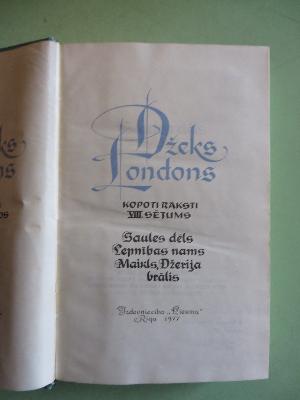 Džeks
Londons
KOPOTI RAKSTI
VIII SĒJUMS
Saules dēls
Lepnības nams
Maikls, Džerija
brālis
Izdevniecība „Liesma"
Rīgā 1977